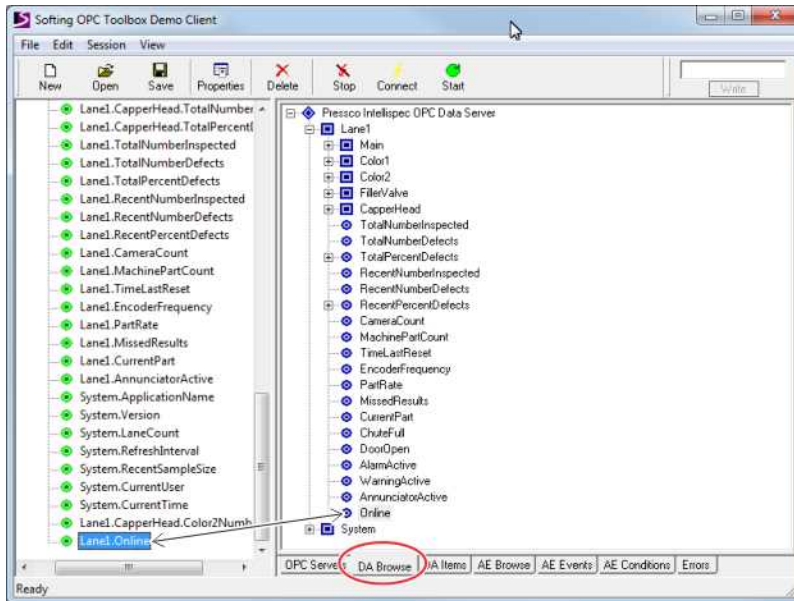 Softing OPC Toolbox Demo Client
File Edit Session View
New Open Save Properties Delete Stop Connect Start Write
Lane1.CapperHead.TotalNumber
Lane1.CapperHead.TotalPercent
Lane1.TotalNumberInspected
Lane1.TotalNumberDefects
Lane1.TotalPercentDefects
Lane1.RecentNumberInspected
Lane1.RecentNumberDefects
Lane1.RecentPercentDefects
Lane1.CameraCount
Lane1.MachinePartCount
Lane1.TimeLastReset
Lane1.EncoderFrequency
Lane1.PartRate
Lane1.MissedResults
Lane1.CurrentPart
Lane1.AnnunciatorActive
System.ApplicationName
System.Version
System.LaneCount
System.RefreshInterval
System.RecentSampleSize
System.CurrentUser
System.CurrentTime
Lane1.CapperHead.Color2Numb
Lane1.Online
Pressco Intellispec OPC Data Server
Lane1
Main
Color1
Color2
FillerValve
CapperHead
TotalNumberInspected
TotalNumberDefects
TotalPercentDefects
RecentNumberInspected
RecentNumberDefects
RecentPercentDefects
CameraCount
MachinePartCount
TimeLastReset
EncoderFrequency
PartRate
MissedResults
CurrentPart
ChuteFull
DoorOpen
AlarmActive
WarningActive
AnnunciatorActive
Online
System
OPC Servers DA Browse DA Items AE Browse AE Events AE Conditions Errors
Ready